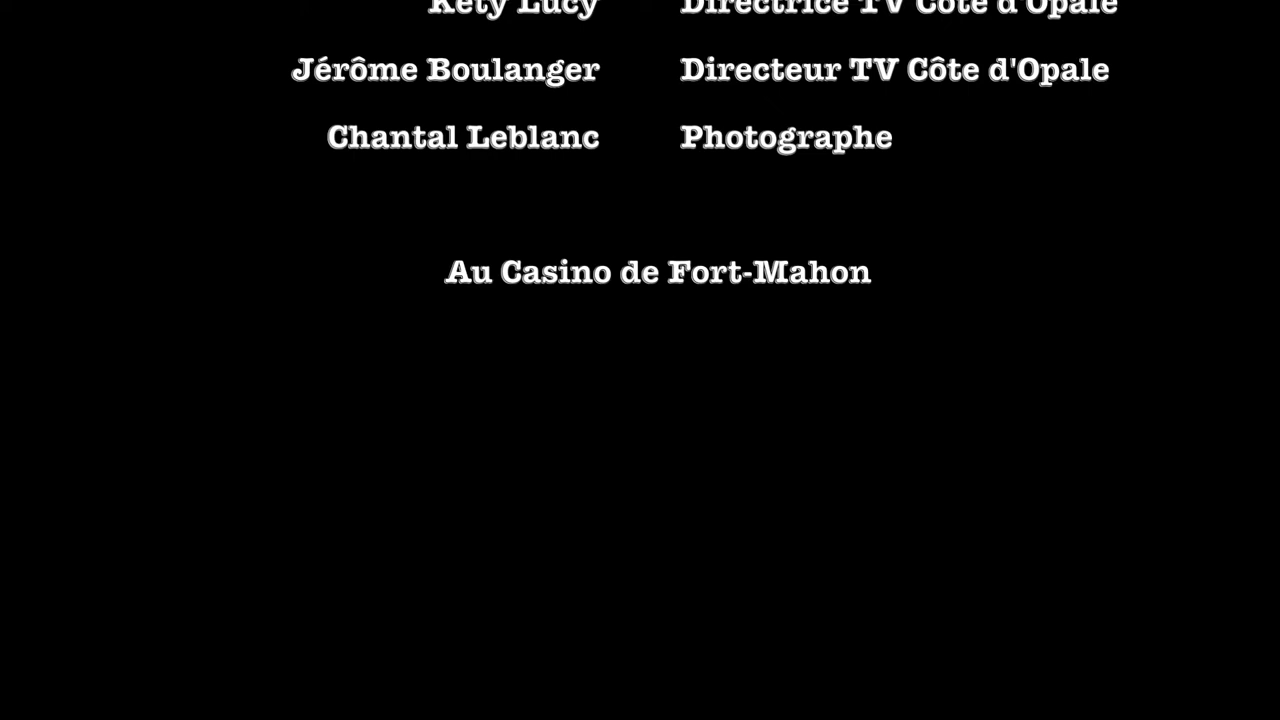 Kety Lucy Directrice TV Côte d'Opale
Jérôme Boulanger Directeur TV Côte d'Opale
Chantal Leblanc Photographe
Au Casino de Fort-Mahon